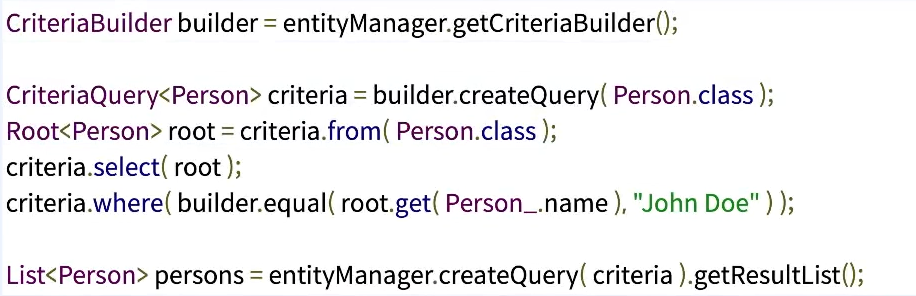 CriteriaBuilder builder = entityManager.getCriteriaBuilder();
CriteriaQuery<Person> criteria = builder.createQuery( Person.class );
Root<Person> root = criteria.from( Person.class );
criteria.select( root );
criteria.where( builder.equal( root.get( Person_.name ), "John Doe" ) );
List<Person> persons = entityManager.createQuery( criteria ).getResultList();